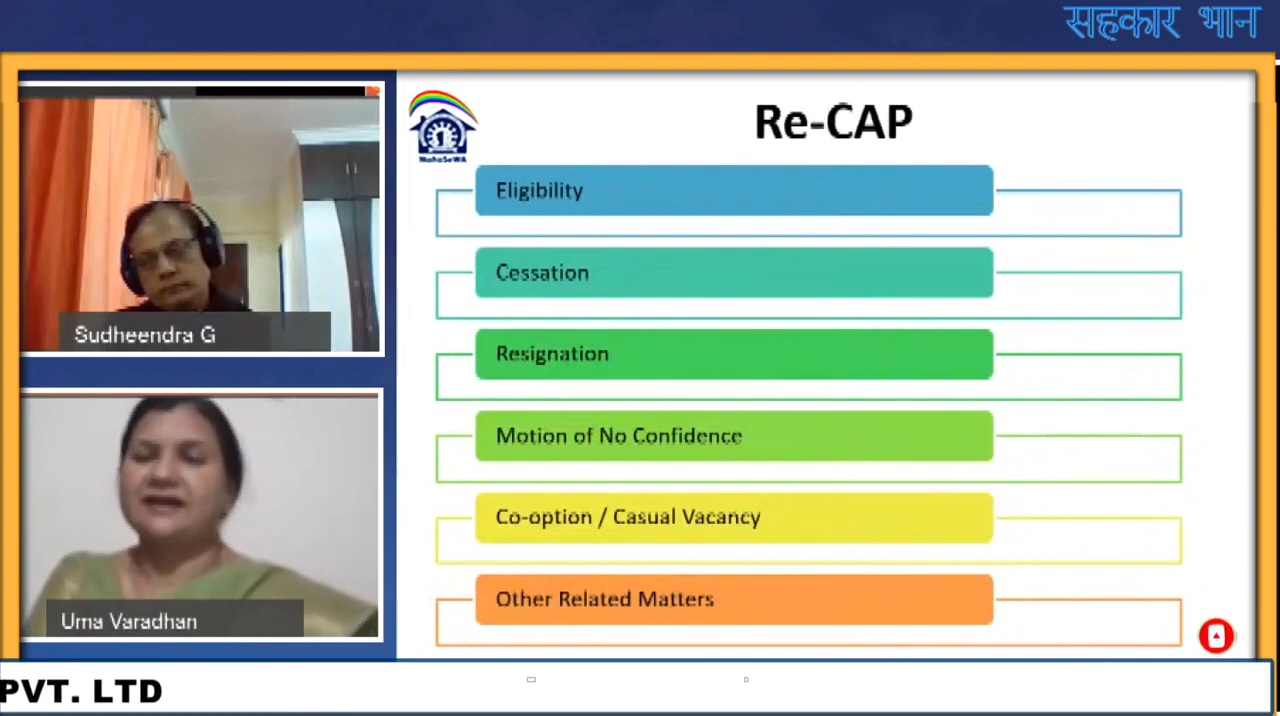 सहकार भान
Re-CAP
MahaSeWA
Eligibility
Cessation
Resignation
Motion of No Confidence
Co-option / Casual Vacancy
Other Related Matters
Sudheendra G
Uma Varadhan
PVT. LTD